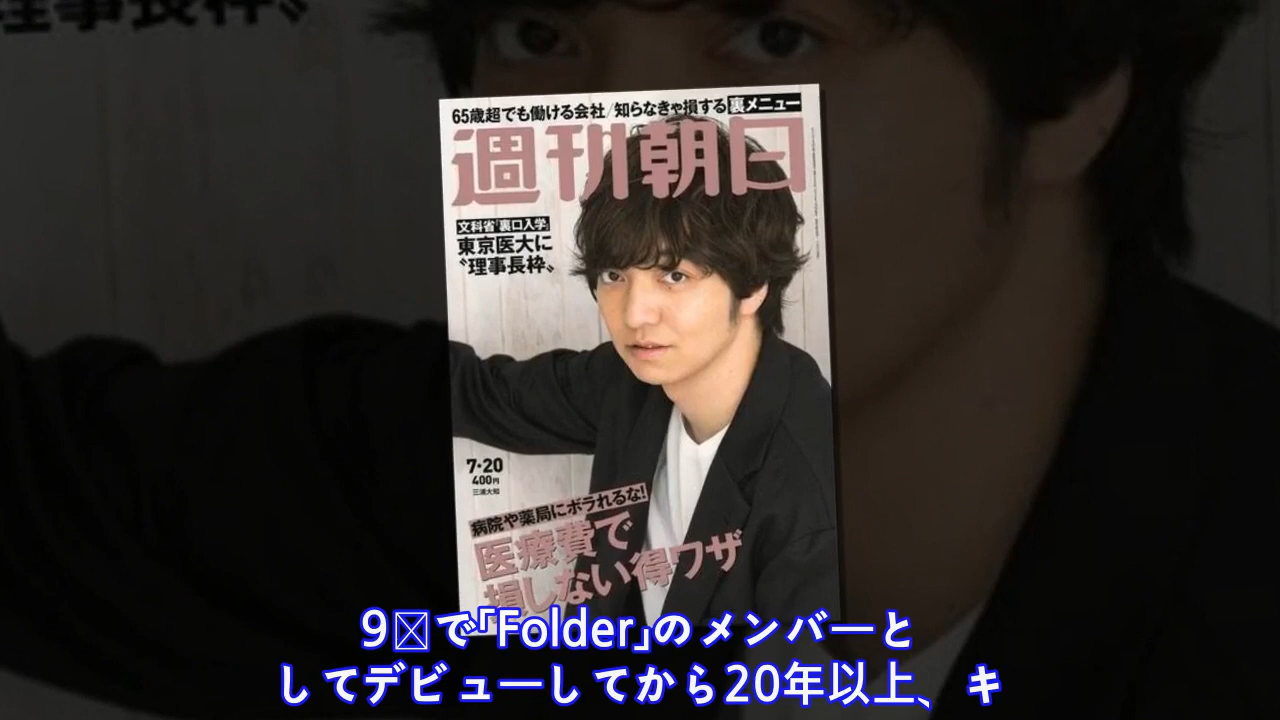 理事長枠〟
65歳超でも働ける会社/知らなきゃ損する裏メニュー
週刊朝日
文科省「裏口入学」
東京医大に
〝理事長枠〟
7・20
400円
三浦大知
病院や薬局にボラれるな!
医療費で
損しない得ワザ
9で「Folder」のメンバーと
してデビューしてから20年以上、キ